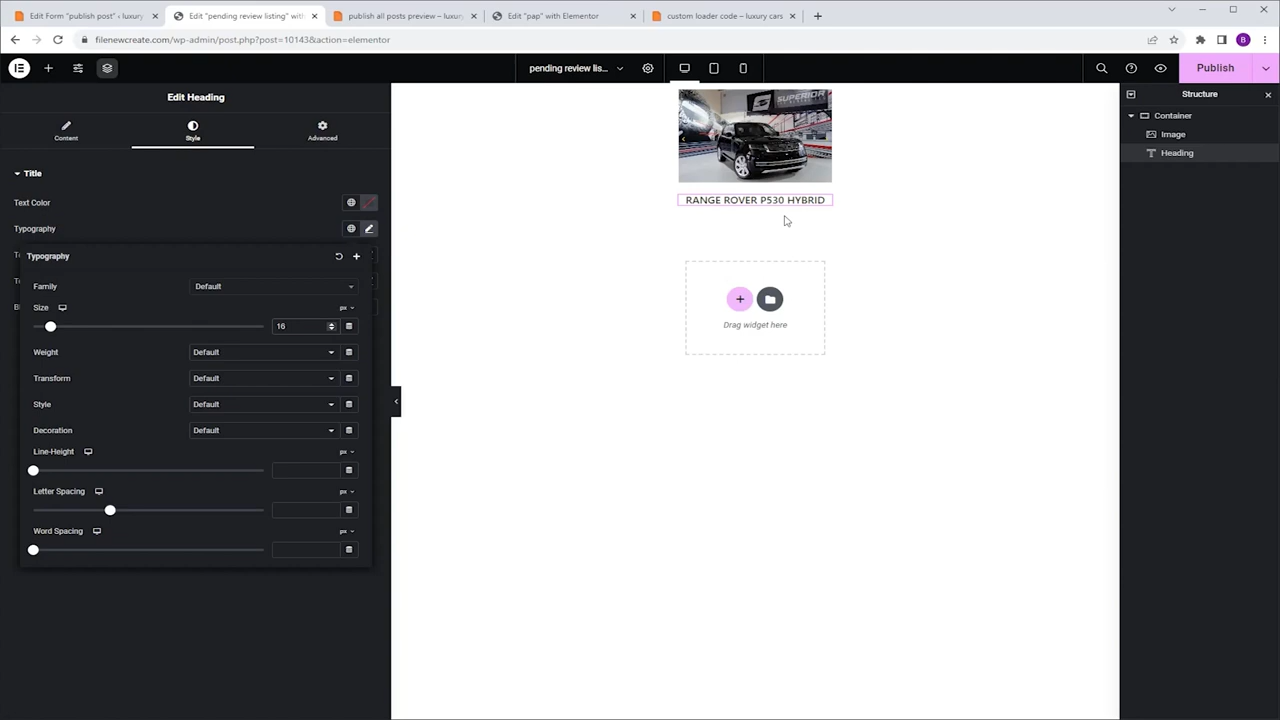 Edit Form "publish post" ‹ luxury
Edit "pending review listing" with
publish all posts preview – luxury
Edit "pap" with Elementor
custom loader code – luxury cars
filenewcreate.com/wp-admin/post.php?post=10143&action=elementor
B
pending review lis...
Publish
Edit Heading
Structure
Content
Style
Advanced
Container
Image
Heading
Title
Text Color
Typography
Typography
Family
Default
Size
px
16
Weight
Default
Transform
Default
Style
Default
Decoration
Default
Line-Height
px
Letter Spacing
px
Word Spacing
px
SUPERIOR
RANGE ROVER P530 HYBRID
Drag widget here